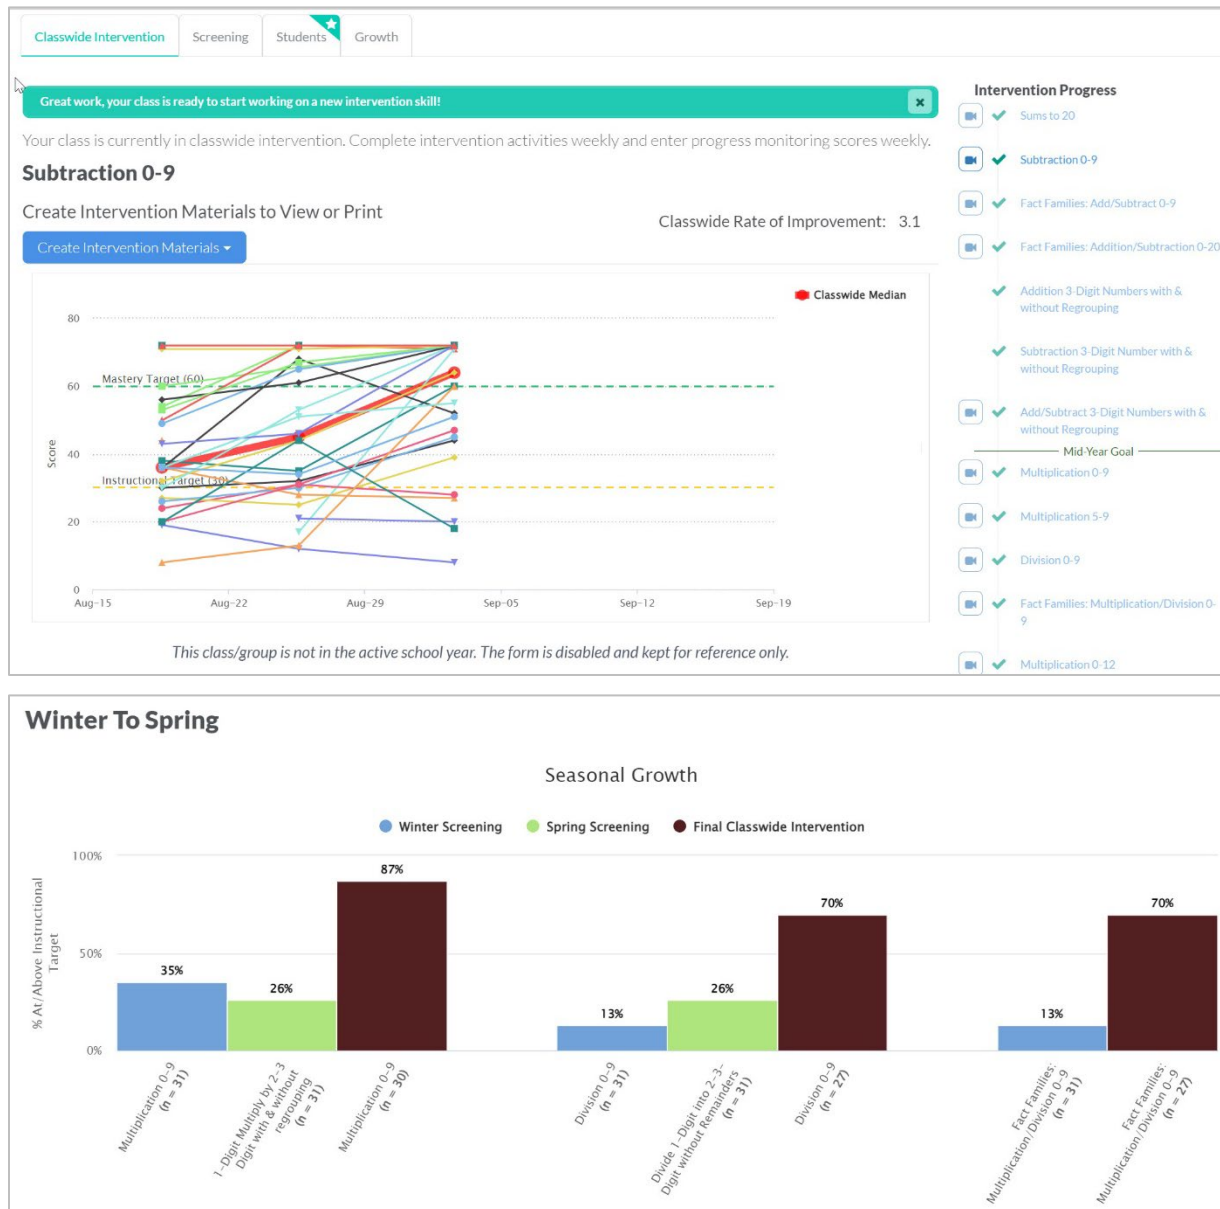 Classwide Intervention
Screening
Students
Growth
Great work, your class is ready to start working on a new intervention skill!
Your class is currently in classwide intervention. Complete intervention activities weekly and enter progress monitoring scores weekly.
Subtraction 0-9
Create Intervention Materials to View or Print
Classwide Rate of Improvement: 3.1
Create Intervention Materials
Classwide Median
80
Mastery Target (60)
60
Score
40
Instructional Target (30)
20
0
Aug-15
Aug-22
Aug-29
Sep-05
Sep-12
Sep-19
This class/group is not in the active school year. The form is disabled and kept for reference only.
Intervention Progress
Sums to 20
Subtraction 0-9
Fact Families: Add/Subtract 0-9
Fact Families: Addition/Subtraction 0-20
Addition 3-Digit Numbers with &
without Regrouping
Subtraction 3-Digit Number with &
without Regrouping
Add/Subtract 3-Digit Numbers with &
without Regrouping
Mid-Year Goal
Multiplication 0-9
Multiplication 5-9
Division 0-9
Fact Families: Multiplication/Division 0-
9
Multiplication 0-12
Winter To Spring
Seasonal Growth
Winter Screening
Spring Screening
Final Classwide Intervention
% At/Above Instructional
Target
100%
50%
0%
35%
26%
87%
13%
26%
70%
13%
70%
Multiplication 0-9
(n = 31)
1-Digit Multiply by 2-3
Digit with & without
regrouping
(n = 31)
Multiplication 0-9
(n = 30)
Division 0-9
(n = 31)
Divide 1-Digit into 2-3-
Digit without Remainders
(n = 31)
Division 0-9
(n = 27)
Fact Families:
Multiplication/Division 0-9
(n = 31)
Fact Families:
Multiplication/Division 0-9
(n = 27)